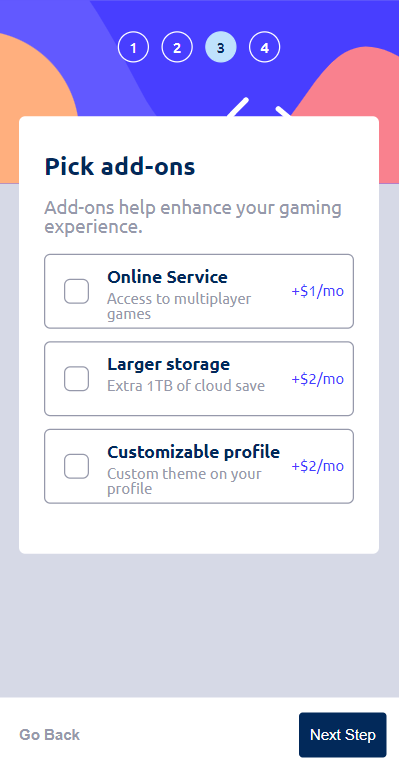 1 2 3 4
Pick add-ons
Add-ons help enhance your gaming
experience.
Online Service
Access to multiplayer
games
+$1/mo
Larger storage
Extra 1TB of cloud save
+$2/mo
Customizable profile
Custom theme on your
profile
+$2/mo
Go Back
Next Step